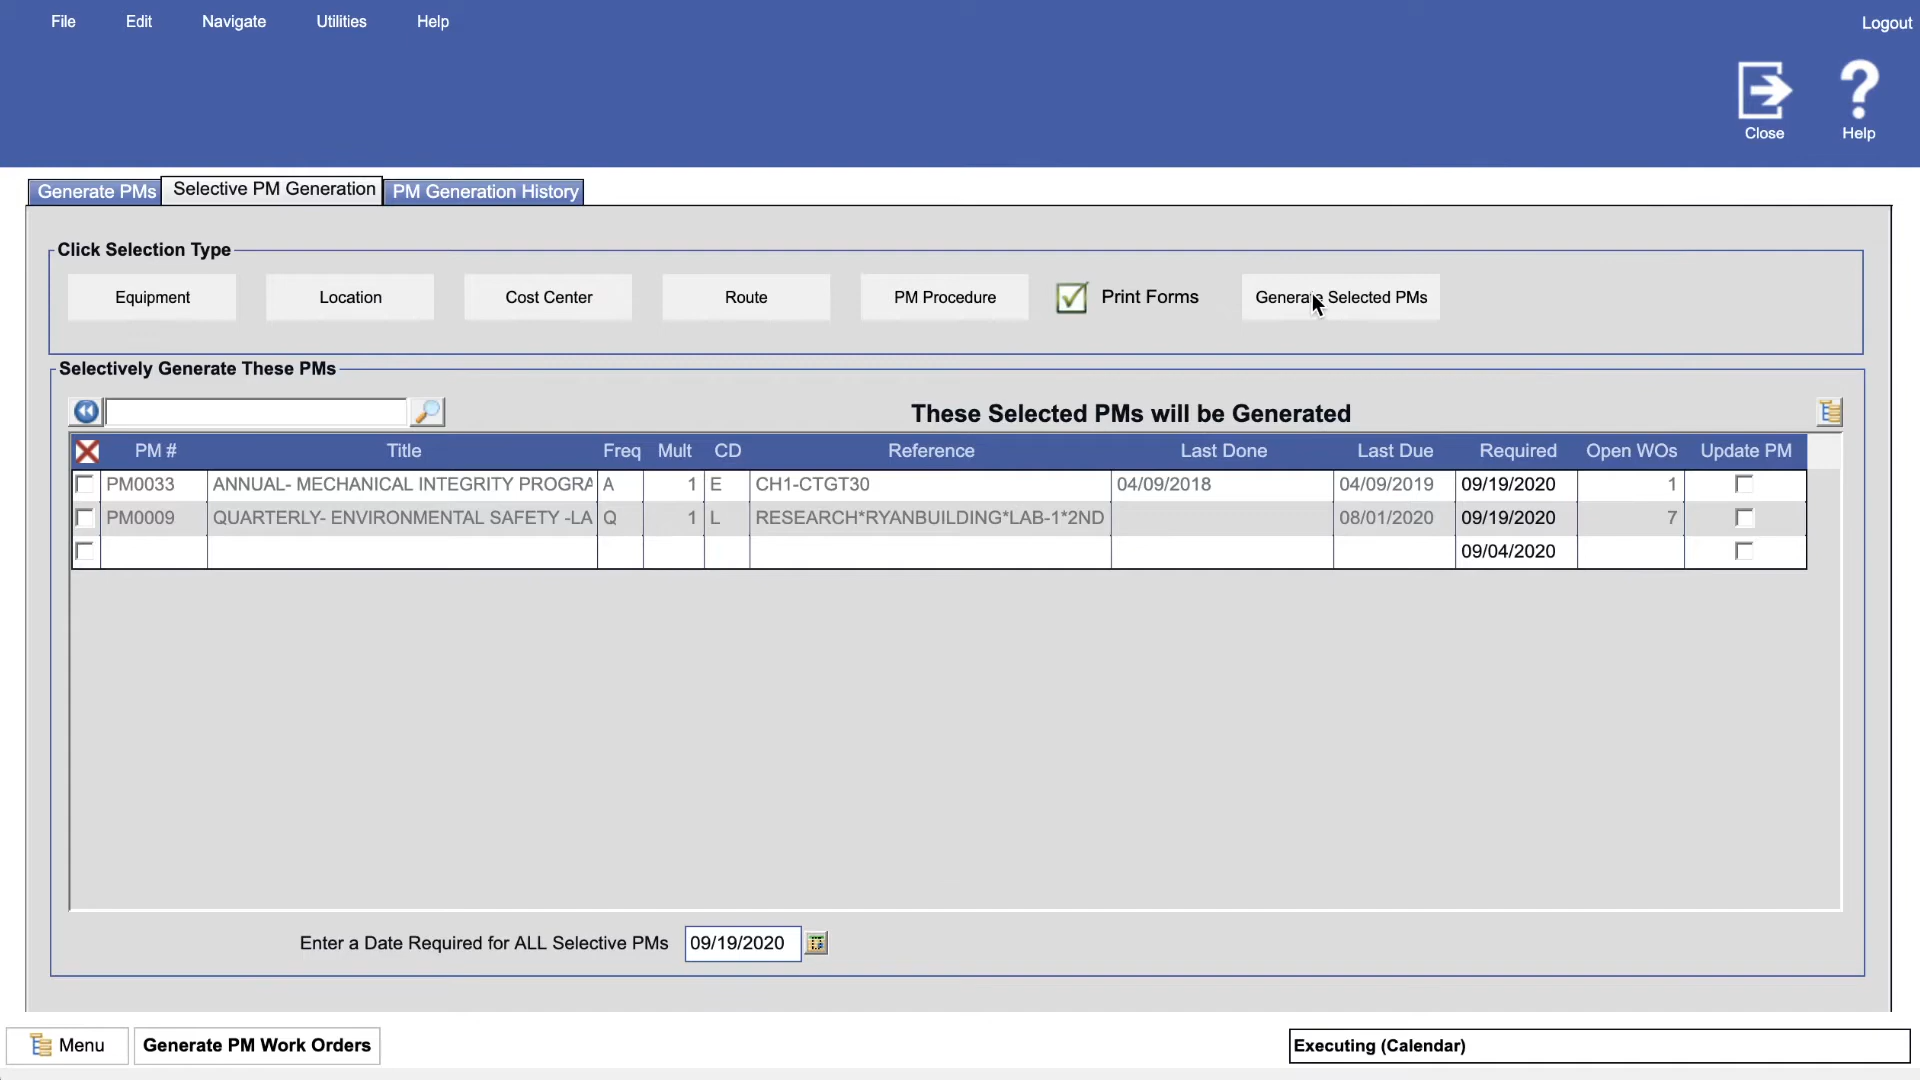 File Edit Navigate Utilities Help Logout
Close Help
Generate PMs Selective PM Generation PM Generation History
Click Selection Type
Equipment Location Cost Center Route PM Procedure Print Forms Generate Selected PMs
Selectively Generate These PMs
These Selected PMs will be Generated
PM # Title Freq Mult CD Reference Last Done Last Due Required Open WOs Update PM
PM0033 ANNUAL- MECHANICAL INTEGRITY PROGRA A 1 E CH1-CTGT30 04/09/2018 04/09/2019 09/19/2020 1
PM0009 QUARTERLY- ENVIRONMENTAL SAFETY -LA Q 1 L RESEARCH*RYANBUILDING*LAB-1*2ND 08/01/2020 09/19/2020 7
09/04/2020
Enter a Date Required for ALL Selective PMs 09/19/2020
Menu Generate PM Work Orders Executing (Calendar)